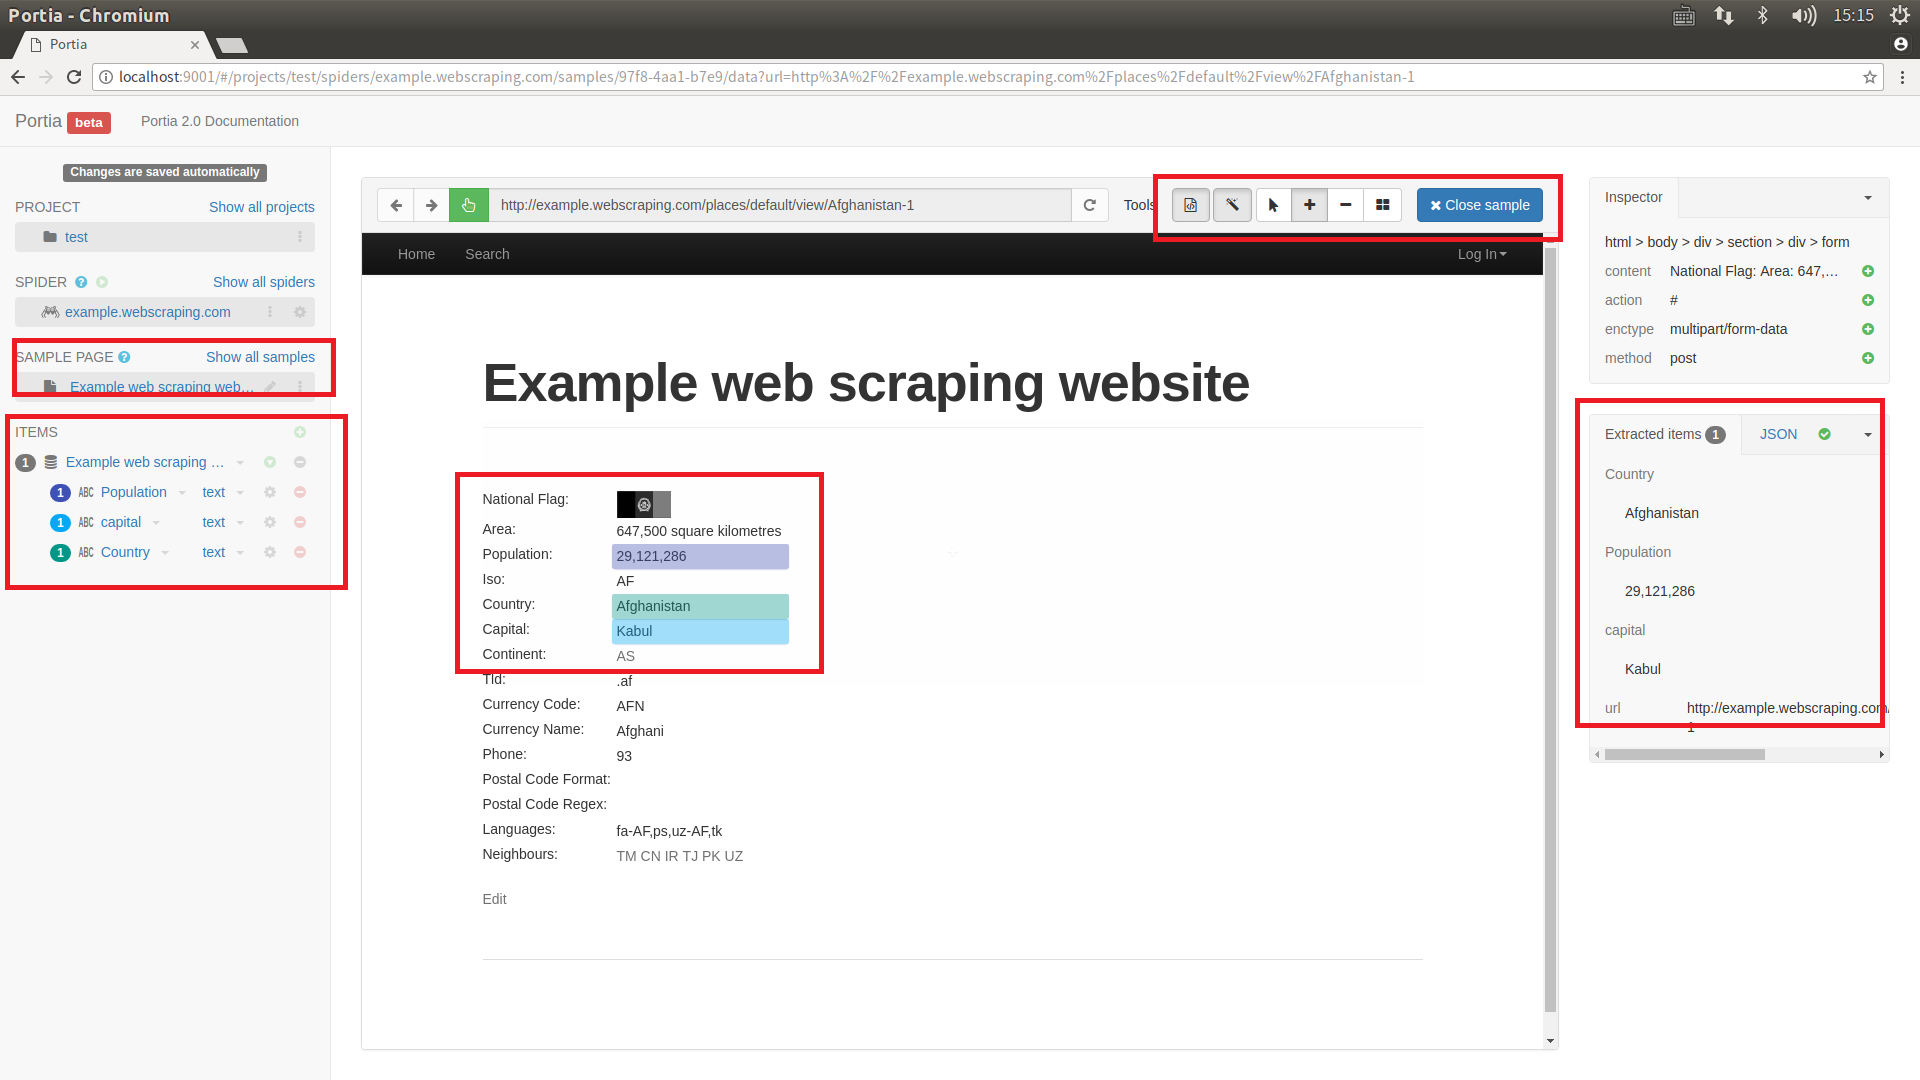 Portia - Chromium
15:15
Portia
localhost:9001/#/projects/test/spiders/example.webscraping.com/samples/97f8-4aa1-b7e9/data?url=http%3A%2F%2Fexample.webscraping.com%2Fplaces%2Fdefault%2Fview%2FAfghanistan-1
Portia beta
Portia 2.0 Documentation
Changes are saved automatically
PROJECT
Show all projects
test
SPIDER
Show all spiders
example.webscraping.com
SAMPLE PAGE
Show all samples
Example web scraping web...
ITEMS
1 Example web scraping ...
1 ABC Population text
1 ABC capital text
1 ABC Country text
http://example.webscraping.com/places/default/view/Afghanistan-1
Tools
Close sample
Home
Search
Log In
Example web scraping website
National Flag:
Area: 647,500 square kilometres
Population: 29,121,286
Iso: AF
Country: Afghanistan
Capital: Kabul
Continent: AS
Tld: .af
Currency Code: AFN
Currency Name: Afghani
Phone: 93
Postal Code Format:
Postal Code Regex:
Languages: fa-AF,ps,uz-AF,tk
Neighbours: TM CN IR TJ PK UZ
Edit
Inspector
html > body > div > section > div > form
content National Flag: Area: 647,...
action #
enctype multipart/form-data
method post
Extracted items 1
JSON
Country
Afghanistan
Population
29,121,286
capital
Kabul
url http://example.webscraping.com/
1